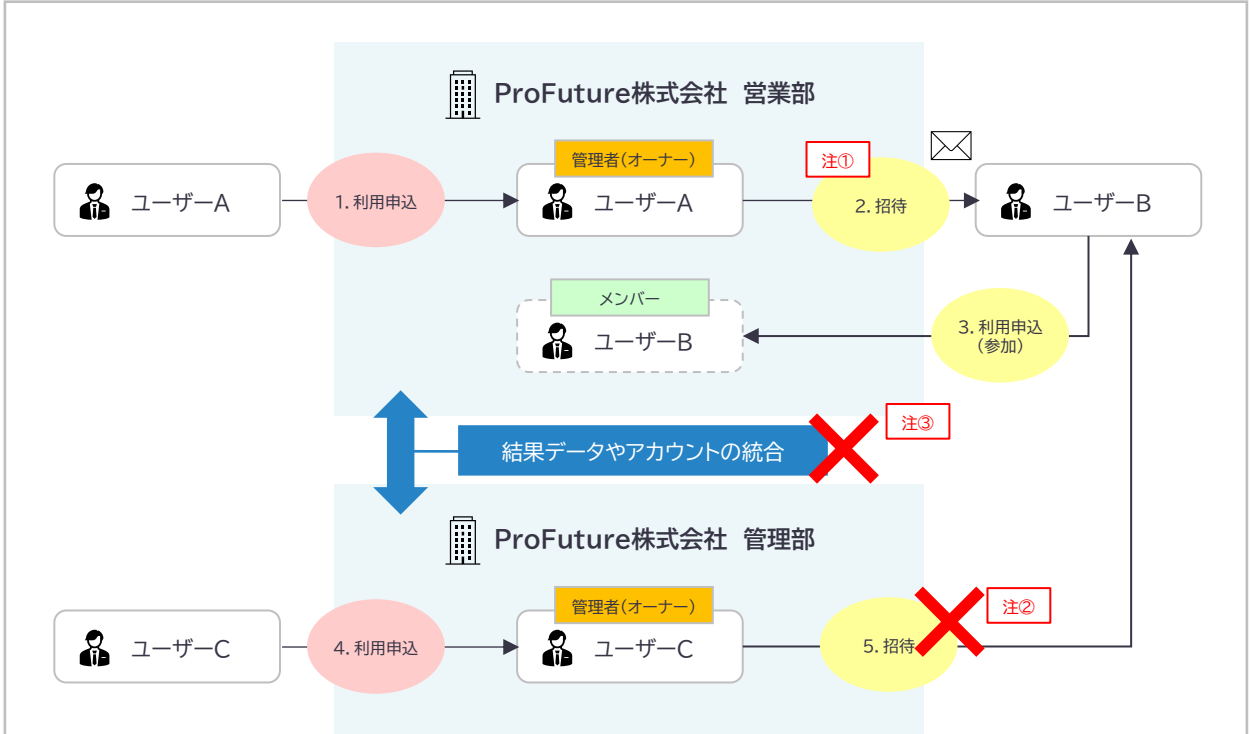 ProFuture株式会社 営業部
管理者(オーナー)
注①
ユーザーA
1. 利用申込
ユーザーA
2. 招待
ユーザーB
メンバー
ユーザーB
3. 利用申込
(参加)
注③
結果データやアカウントの統合
ProFuture株式会社 管理部
管理者(オーナー)
注②
ユーザーC
4. 利用申込
ユーザーC
5. 招待